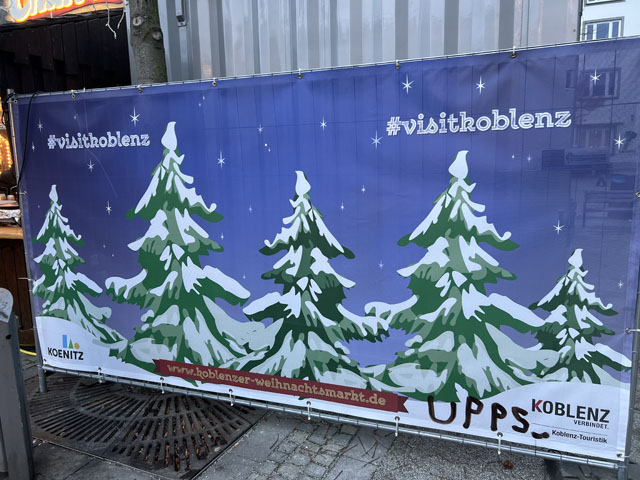 #visitkoblenz
#visitkoblenz
KOENITZ
www.koblenzer-weihnachtsmarkt.de
UPPS
KOBLENZ
VERBINDET.
Koblenz-Touristik